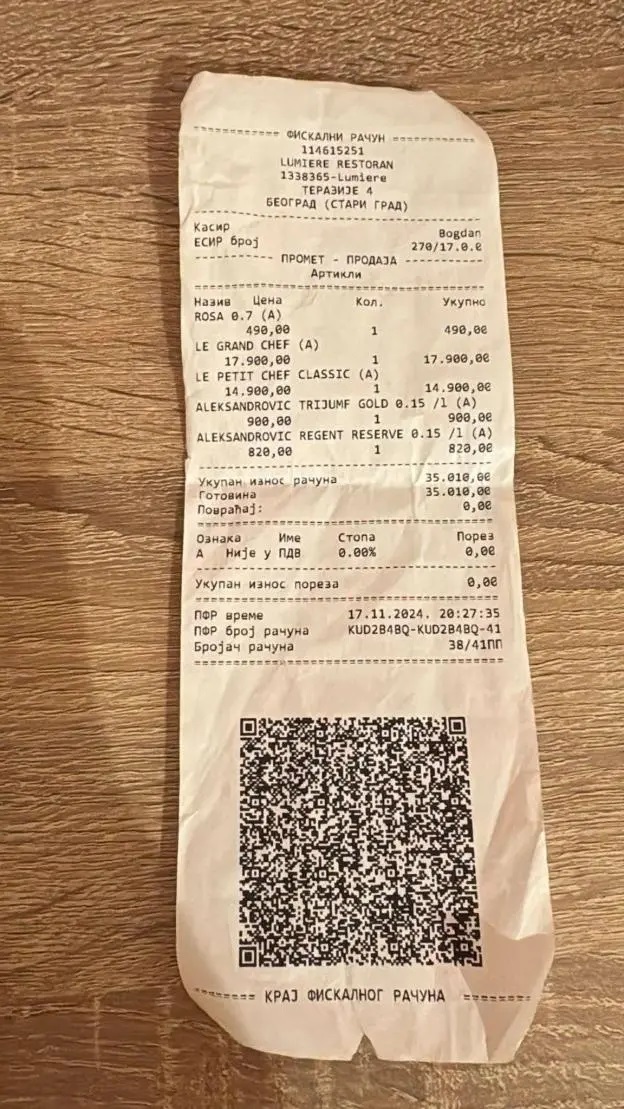 ============ ФИСКАЛНИ РАЧУН ============
114615251
LUMIERE RESTORAN
1338365-Lumiere
ТЕРАЗИЈЕ 4
БЕОГРАД (СТАРИ ГРАД)
----------------------------------------
Касир Bogdan
ЕСИР број 270/17.0.0
----------- ПРОМЕТ - ПРОДАЈА -----------
Артикли
========================================
Назив Цена Кол. Укупно
ROSA 0.7 (A)
490,00 1 490,00
LE GRAND CHEF (A)
17.900,00 1 17.900,00
LE PETIT CHEF CLASSIC (A)
14.900,00 1 14.900,00
ALEKSANDROVIC TRIJUMF GOLD 0.15 /1 (A)
900,00 1 900,00
ALEKSANDROVIC REGENT RESERVE 0.15 /1 (A)
820,00 1 820,00
----------------------------------------
Укупан износ рачуна 35.010,00
Готовина 35.010,00
Повраћај: 0,00
========================================
Ознака Име Стопа Порез
А Није у ПДВ 0.00% 0,00
----------------------------------------
Укупан износ пореза 0,00
========================================
ПФР време 17.11.2024. 20:27:35
ПФР број рачуна KUD2B4BQ-KUD2B4BQ-41
Бројач рачуна 38/41ПП
========================================
======== КРАЈ ФИСКАЛНОГ РАЧУНА ========